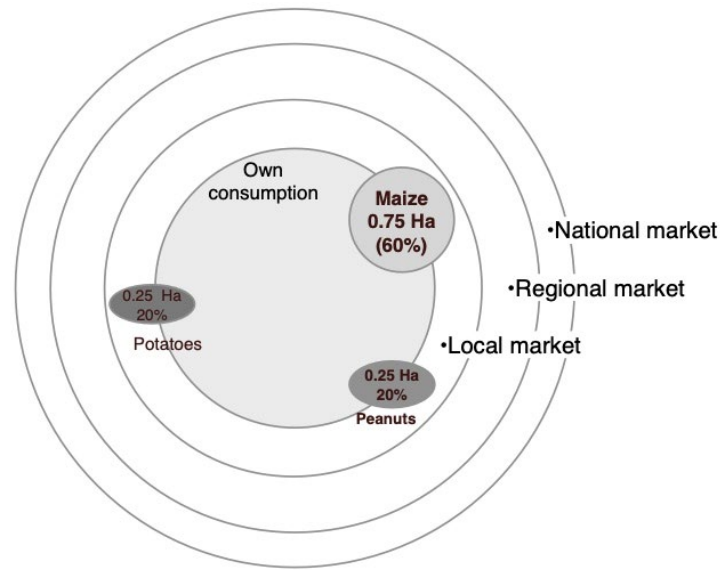 Own
consumption
Maize
0.75 Ha
(60%)
•National market
•Regional market
0.25 Ha
20%
Potatoes
•Local market
0.25 Ha
20%
Peanuts